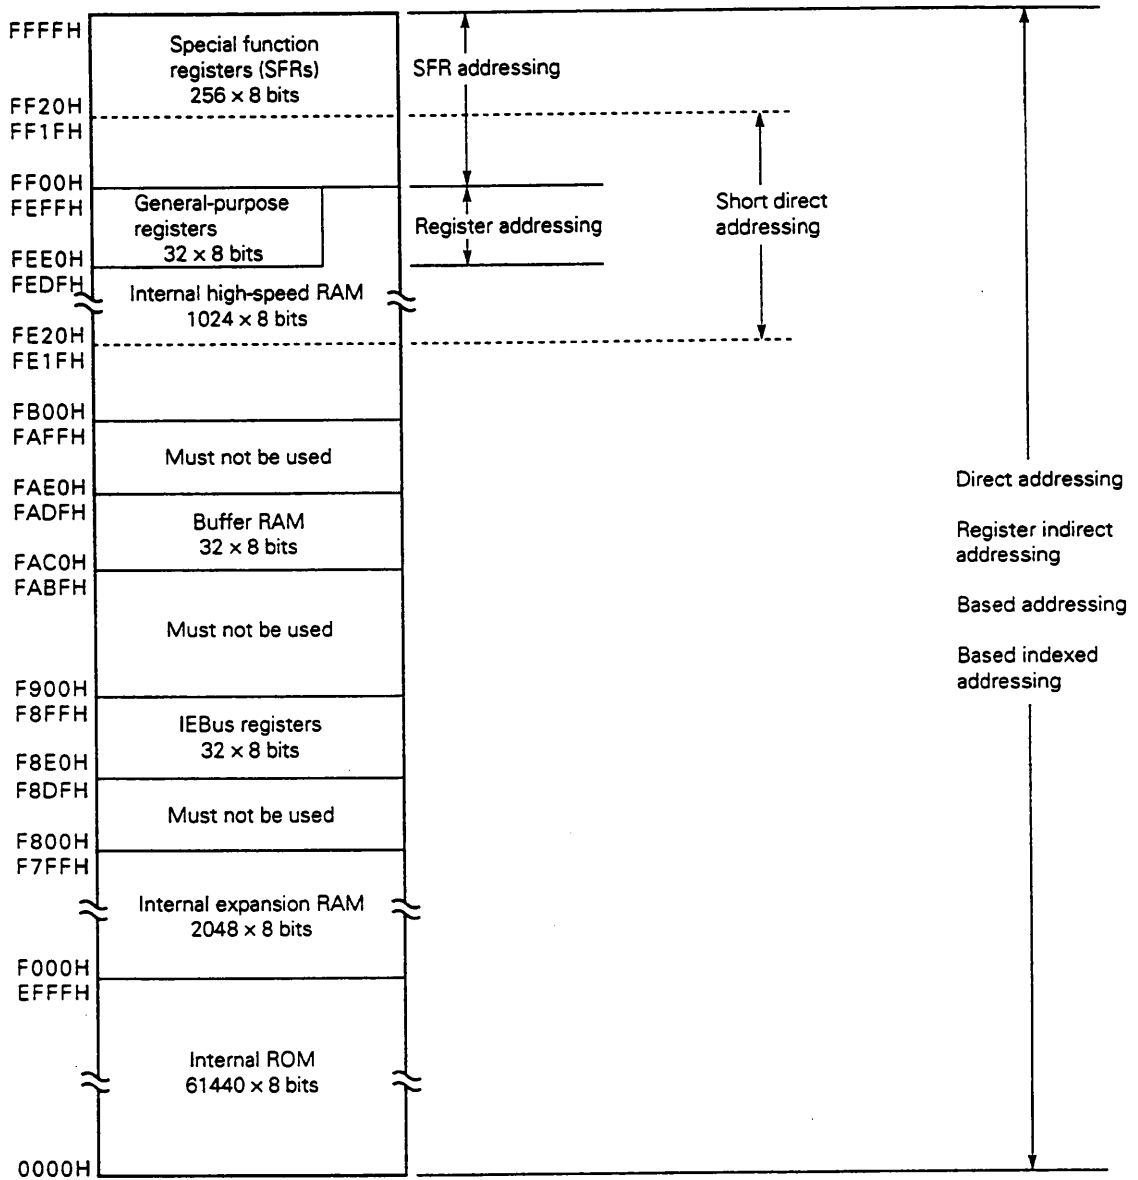 FFFFH
Special function
registers (SFRs)
256 × 8 bits
SFR addressing
FF20H
FF1FH
FF00H
FEFFH
General-purpose
registers
32 × 8 bits
Register addressing
Short direct
addressing
FEE0H
FEDFH
Internal high-speed RAM
1024 × 8 bits
FE20H
FE1FH
FB00H
FAFFH
Must not be used
FAE0H
FADFH
Buffer RAM
32 × 8 bits
FAC0H
FABFH
Must not be used
Direct addressing
Register indirect
addressing
Based addressing
Based indexed
addressing
F900H
F8FFH
IEBus registers
32 × 8 bits
F8E0H
F8DFH
Must not be used
F800H
F7FFH
Internal expansion RAM
2048 × 8 bits
F000H
EFFFH
Internal ROM
61440 × 8 bits
0000H